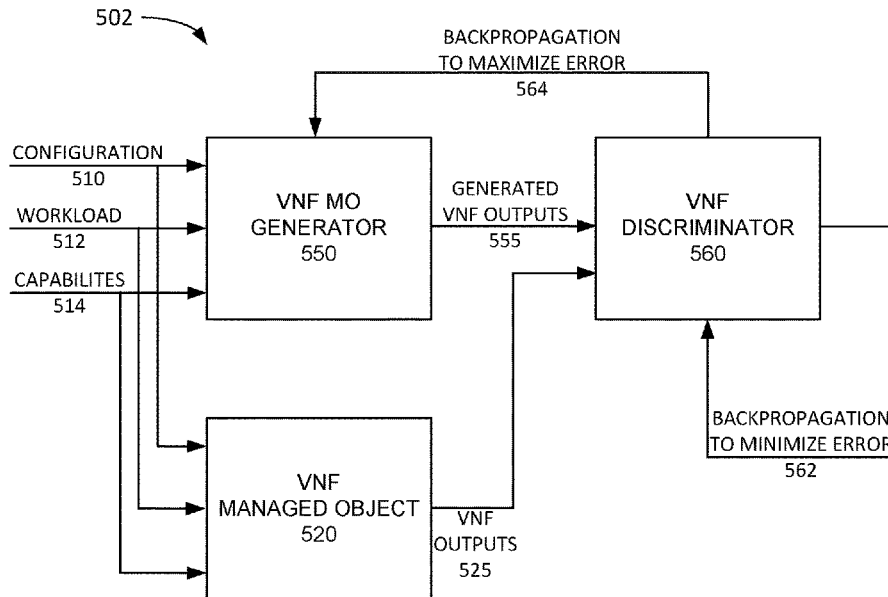 502
BACKPROPAGATION
TO MAXIMIZE ERROR
564
CONFIGURATION
510
WORKLOAD
512
CAPABILITES
514
VNF MO
GENERATOR
550
GENERATED
VNF OUTPUTS
555
VNF
DISCRIMINATOR
560
BACKPROPAGATION
TO MINIMIZE ERROR
562
VNF
MANAGED OBJECT
520
VNF
OUTPUTS
525